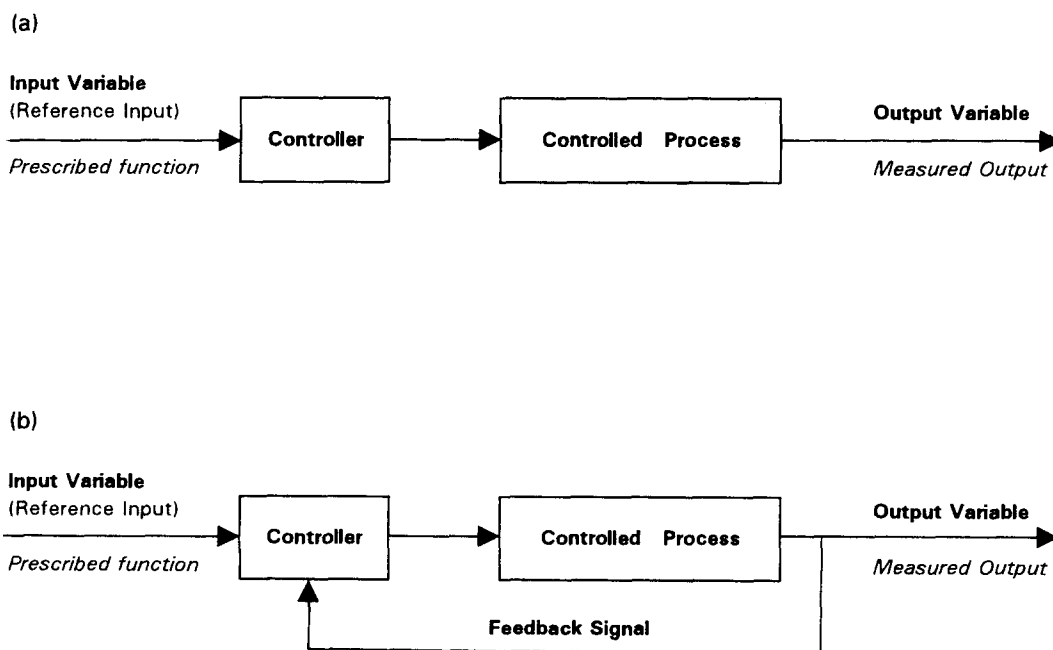 (a)
Input Variable
(Reference Input)
Prescribed function
Controller
Controlled Process
Output Variable
Measured Output
(b)
Input Variable
(Reference Input)
Prescribed function
Controller
Controlled Process
Output Variable
Measured Output
Feedback Signal